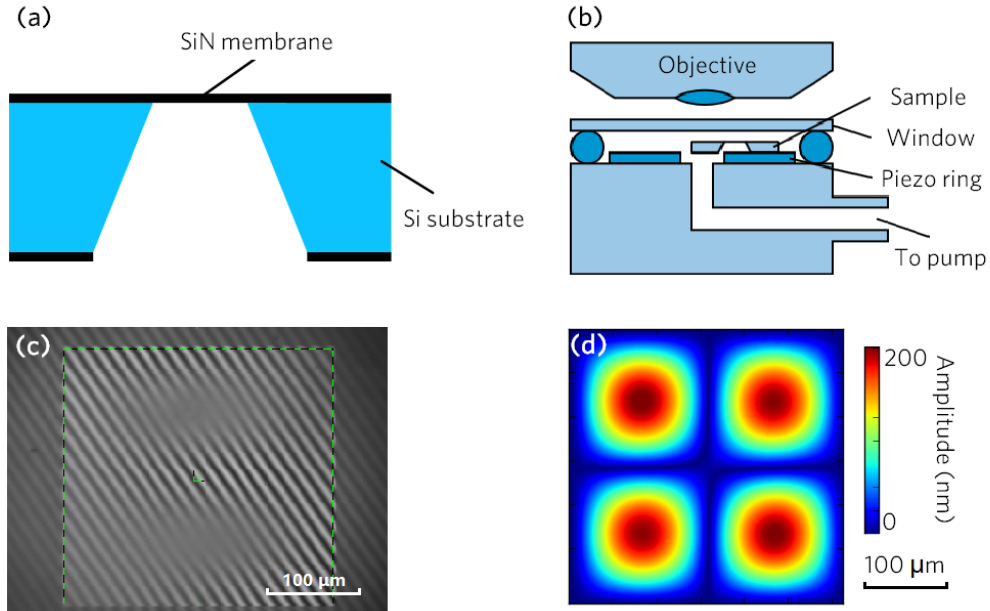 (a)
SiN membrane
Si substrate
(b)
Objective
Sample
Window
Piezo ring
To pump
(c)
100 μm
(d)
200
0
Amplitude (nm)
100 μm